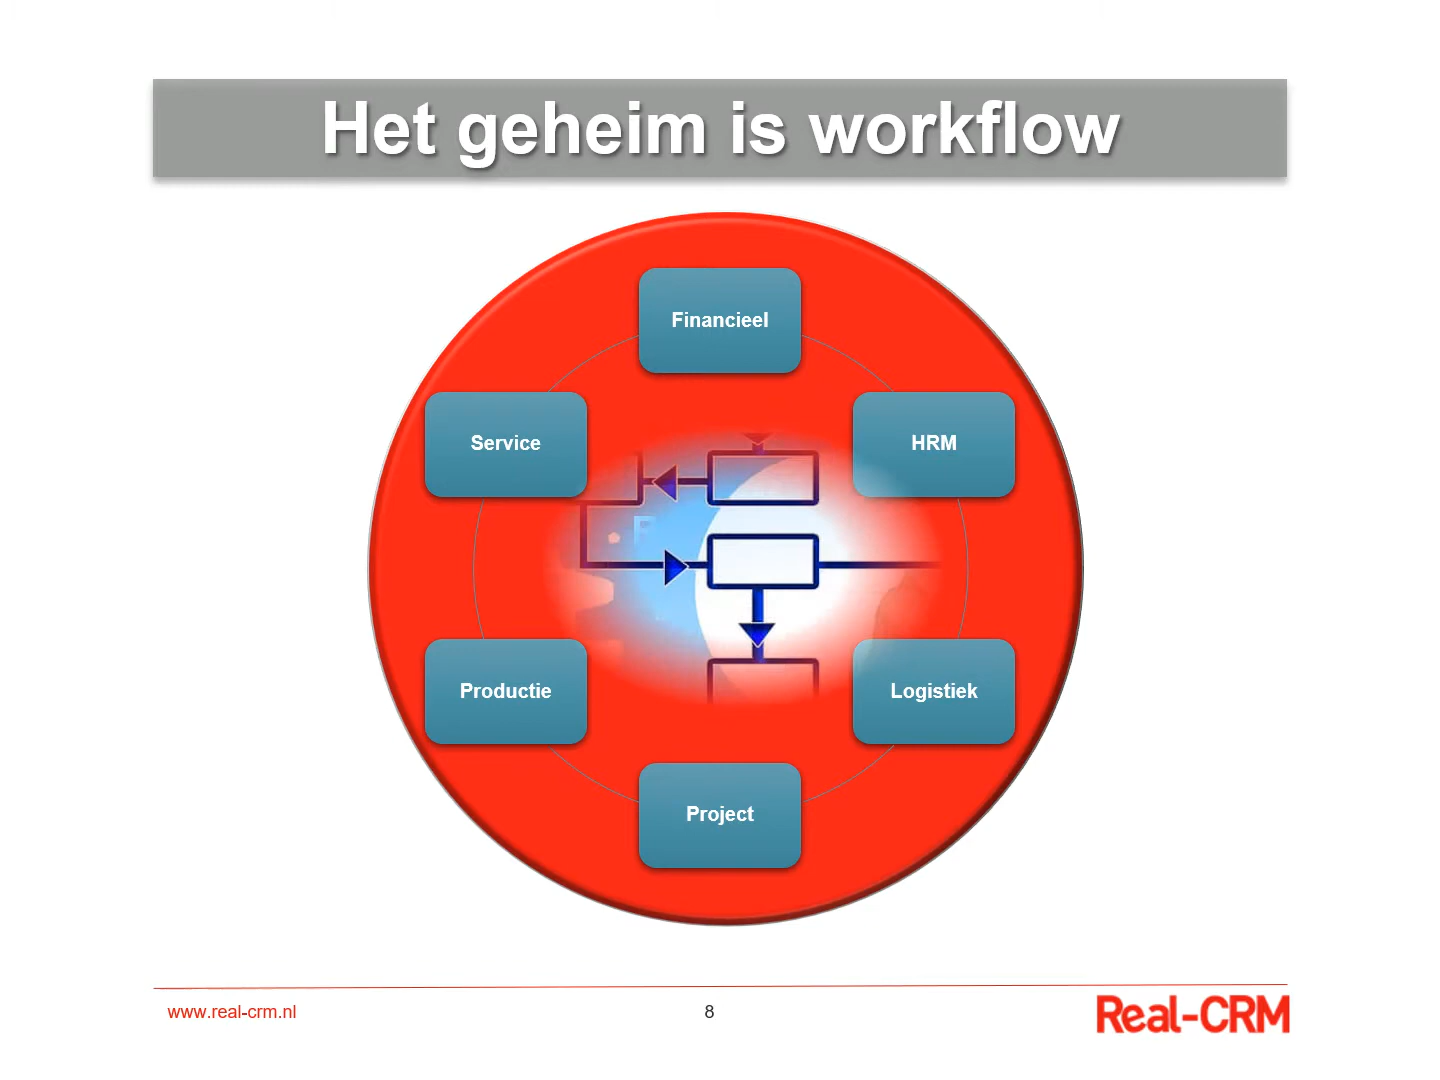 Het geheim is workflow
Financieel
Service
HRM
Productie
Logistiek
Project
www.real-crm.nl
8
Real-CRM